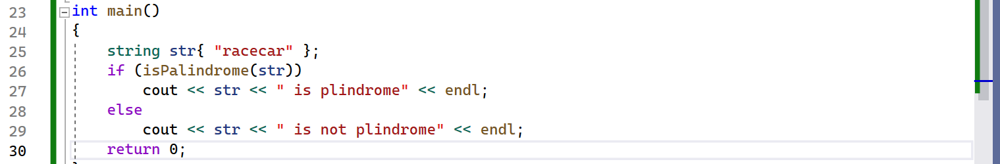 23 int main()
24 {
25 string str{ "racecar" };
26 if (isPalindrome(str))
27 cout << str << " is plindrome" << endl;
28 else
29 cout << str << " is not plindrome" << endl;
30 return 0;